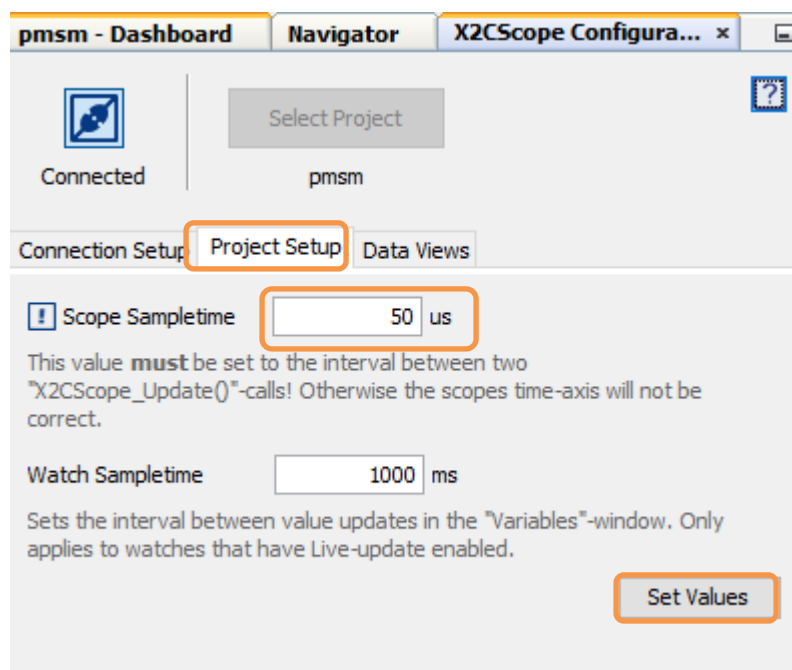 pmsm - Dashboard Navigator X2CScope Configura... ×
Select Project ?
Connected pmsm
Connection Setup Project Setup Data Views
! Scope Sampletime 50 us
This value must be set to the interval between two
"X2CScope_Update()"-calls! Otherwise the scopes time-axis will not be
correct.
Watch Sampletime 1000 ms
Sets the interval between value updates in the "Variables"-window. Only
applies to watches that have Live-update enabled.
Set Values